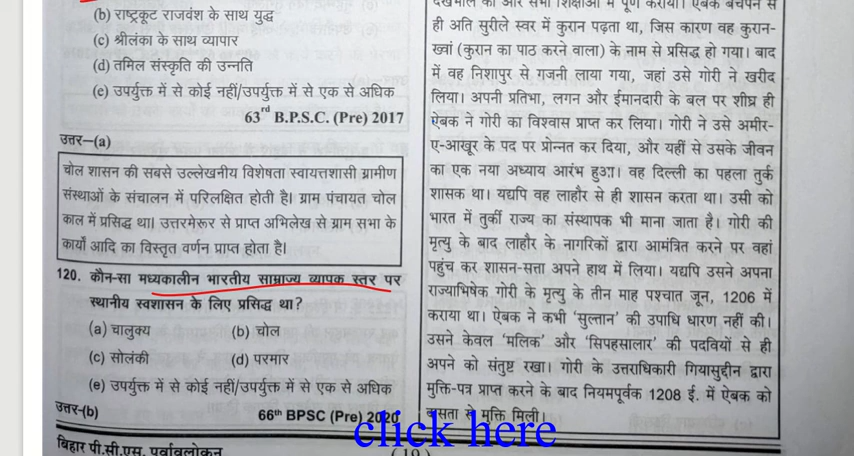 (b) राष्ट्रकूट राजवंश के साथ युद्ध
(c) श्रीलंका के साथ व्यापार
(d) तमिल संस्कृति की उन्नति
(e) उपर्युक्त में से कोई नहीं/उपर्युक्त में से एक से अधिक
63rd B.P.S.C. (Pre) 2017
उत्तर–(a)
चोल शासन की सबसे उल्लेखनीय विशेषता स्वायत्तशासी ग्रामीण
संस्थाओं के संचालन में परिलक्षित होती है। ग्राम पंचायत चोल
काल में प्रसिद्ध था। उत्तरमेरूर से प्राप्त अभिलेख से ग्राम सभा के
कार्यों आदि का विस्तृत वर्णन प्राप्त होता है।
120. कौन-सा मध्यकालीन भारतीय साम्राज्य व्यापक स्तर पर
स्थानीय स्वशासन के लिए प्रसिद्ध था?
(a) चालुक्य (b) चोल
(c) सोलंकी (d) परमार
(e) उपर्युक्त में से कोई नहीं/उपर्युक्त में से एक से अधिक
उत्तर–(b) 66th BPSC (Pre) 2020
बिहार पी.सी.एस. पूर्वावलोकन
देखभाल की और सभी शिक्षाओं में पूर्ण कराया। ऐबक बचपन से
ही अति सुरीले स्वर में कुरान पढ़ता था, जिस कारण वह कुरान-
ख्वां (कुरान का पाठ करने वाला) के नाम से प्रसिद्ध हो गया। बाद
में वह निशापुर से गजनी लाया गया, जहां उसे गोरी ने खरीद
लिया। अपनी प्रतिभा, लगन और ईमानदारी के बल पर शीघ्र ही
ऐबक ने गोरी का विश्वास प्राप्त कर लिया। गोरी ने उसे अमीर-
ए-आखूर के पद पर प्रोन्नत कर दिया, और यहीं से उसके जीवन
का एक नया अध्याय आरंभ हुआ। वह दिल्ली का पहला तुर्क
शासक था। यद्यपि वह लाहौर से ही शासन करता था। उसी को
भारत में तुर्की राज्य का संस्थापक भी माना जाता है। गोरी की
मृत्यु के बाद लाहौर के नागरिकों द्वारा आमंत्रित करने पर वहां
पहुंच कर शासन-सत्ता अपने हाथ में लिया। यद्यपि उसने अपना
राज्याभिषेक गोरी के मृत्यु के तीन माह पश्चात जून, 1206 में
कराया था। ऐबक ने कभी 'सुल्तान' की उपाधि धारण नहीं की।
उसने केवल 'मलिक' और 'सिपहसालार' की पदवियों से ही
अपने को संतुष्ट रखा। गोरी के उत्तराधिकारी गियासुद्दीन द्वारा
मुक्ति-पत्र प्राप्त करने के बाद नियमपूर्वक 1208 ई. में ऐबक को
दासता से मुक्ति मिली।
click here
(19)